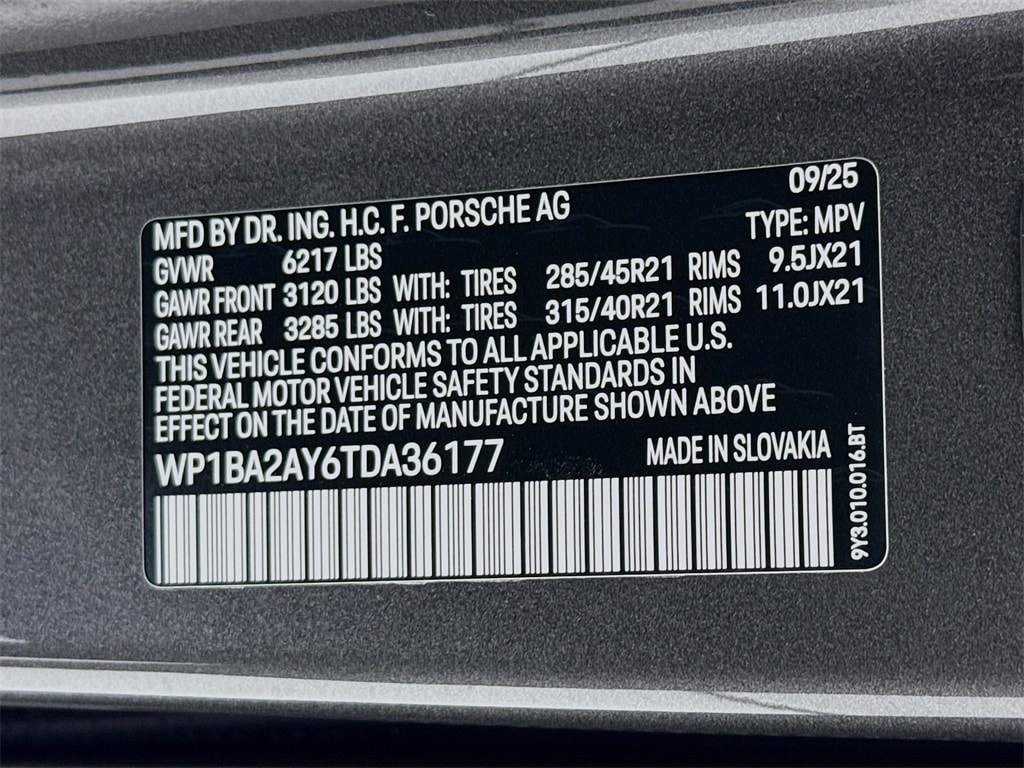 09/25
MFD BY DR. ING. H.C. F. PORSCHE AG TYPE: MPV
GVWR 6217 LBS
GAWR FRONT 3120 LBS WITH: TIRES 285/45R21 RIMS 9.5JX21
GAWR REAR 3285 LBS WITH: TIRES 315/40R21 RIMS 11.0JX21
THIS VEHICLE CONFORMS TO ALL APPLICABLE U.S.
FEDERAL MOTOR VEHICLE SAFETY STANDARDS IN
EFFECT ON THE DATE OF MANUFACTURE SHOWN ABOVE
WP1BA2AY6TDA36177 MADE IN SLOVAKIA
9Y3.010.016.BT